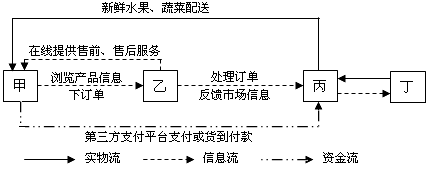 新鲜水果、蔬菜配送
在线提供售前、售后服务
甲
浏览产品信息
下订单
乙
处理订单
反馈市场信息
丙
丁
第三方支付平台支付或货到付款
实物流
信息流
资金流